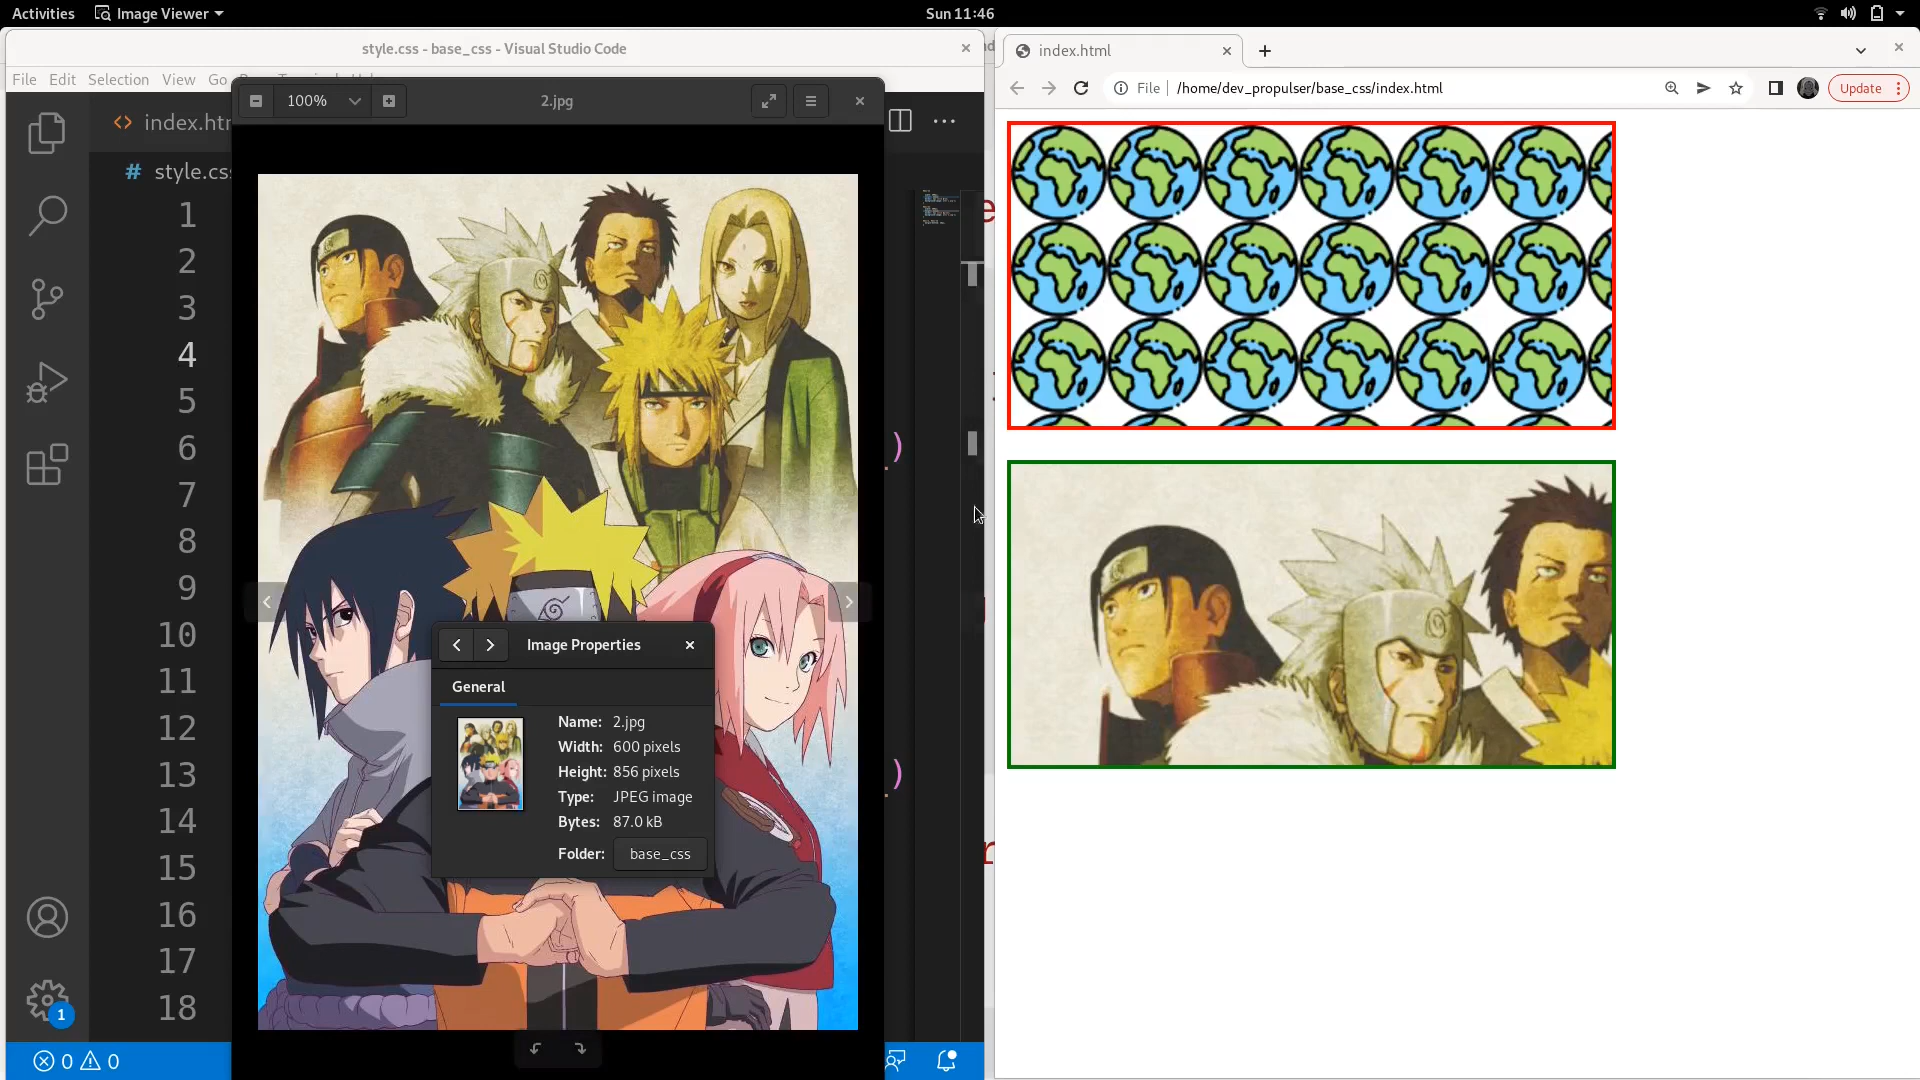 Activities Image Viewer Sun 11:46
style.css - base_css - Visual Studio Code
File Edit Selection View Go
100% 2.jpg
index.htm
style.css
1
2
3
4
5
6
7
8
9
10
11
12
13
14
15
16
17
18
)
)
Image Properties
General
Name: 2.jpg
Width: 600 pixels
Height: 856 pixels
Type: JPEG image
Bytes: 87.0 kB
Folder: base_css
1
0 0
index.html
File /home/dev_propulser/base_css/index.html Update